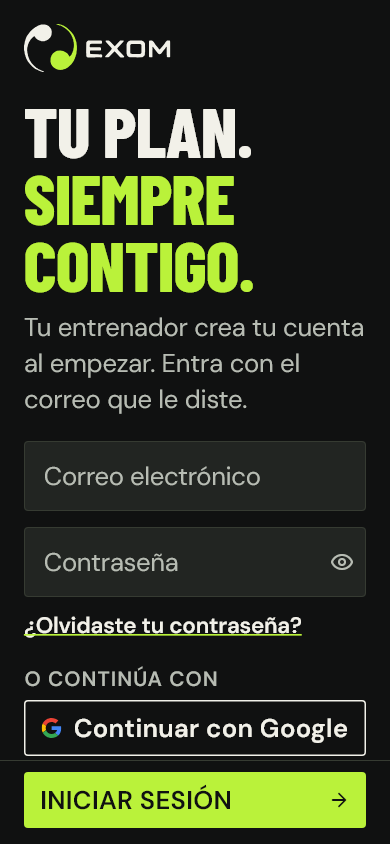 EXOM
TU PLAN.
SIEMPRE
CONTIGO.
Tu entrenador crea tu cuenta
al empezar. Entra con el
correo que le diste.
Correo electrónico
Contraseña
¿Olvidaste tu contraseña?
O CONTINÚA CON
Continuar con Google
INICIAR SESIÓN